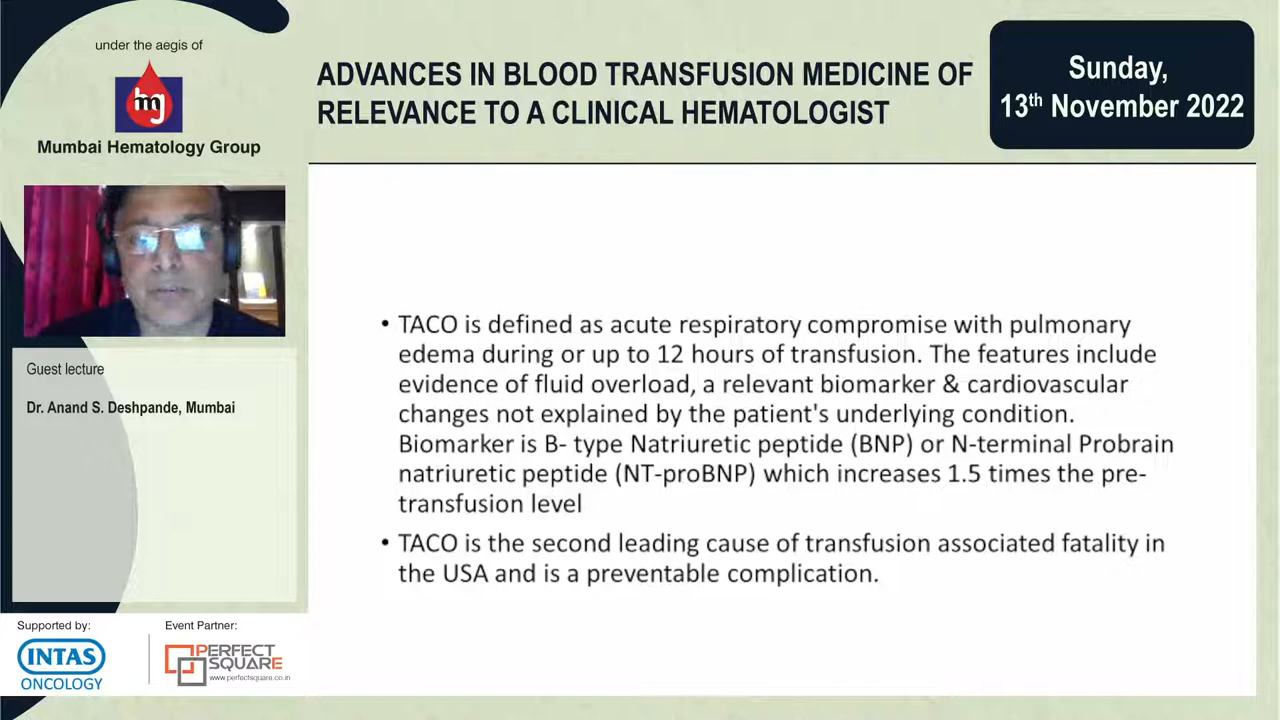 under the aegis of
hg
Mumbai Hematology Group
ADVANCES IN BLOOD TRANSFUSION MEDICINE OF
RELEVANCE TO A CLINICAL HEMATOLOGIST
Sunday,
13th November 2022
Guest lecture
Dr. Anand S. Deshpande, Mumbai
• TACO is defined as acute respiratory compromise with pulmonary
edema during or up to 12 hours of transfusion. The features include
evidence of fluid overload, a relevant biomarker & cardiovascular
changes not explained by the patient's underlying condition.
Biomarker is B- type Natriuretic peptide (BNP) or N-terminal Probrain
natriuretic peptide (NT-proBNP) which increases 1.5 times the pre-
transfusion level
• TACO is the second leading cause of transfusion associated fatality in
the USA and is a preventable complication.
Supported by:
INTAS
ONCOLOGY
Event Partner:
PERFECT
SQUARE
www.perfectsquare.co.in